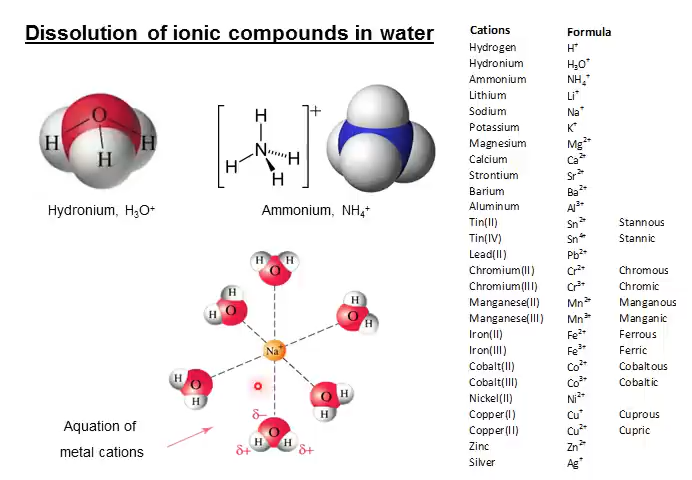 Dissolution of ionic compounds in water
Cations Formula
Hydrogen H⁺
Hydronium H₃O⁺
Ammonium NH₄⁺
Lithium Li⁺
Sodium Na⁺
Potassium K⁺
Magnesium Mg²⁺
Calcium Ca²⁺
Strontium Sr²⁺
Barium Ba²⁺
Aluminum Al³⁺
Tin(II) Sn²⁺ Stannous
Tin(IV) Sn⁴⁺ Stannic
Lead(II) Pb²⁺
Chromium(II) Cr²⁺ Chromous
Chromium(III) Cr³⁺ Chromic
Manganese(II) Mn²⁺ Manganous
Manganese(III) Mn³⁺ Manganic
Iron(II) Fe²⁺ Ferrous
Iron(III) Fe³⁺ Ferric
Cobalt(II) Co²⁺ Cobaltous
Cobalt(III) Co³⁺ Cobaltic
Nickel(II) Ni²⁺
Copper(I) Cu⁺ Cuprous
Copper(II) Cu²⁺ Cupric
Zinc Zn²⁺
Silver Ag⁺
O
H H
H
H +
N
H H
H
Hydronium, H₃O⁺
Ammonium, NH₄⁺
H H
O
H
H O
H
O H
Na⁺
H
H O
H
O
H
δ−
O
H H
δ+ δ+
Aquation of
metal cations